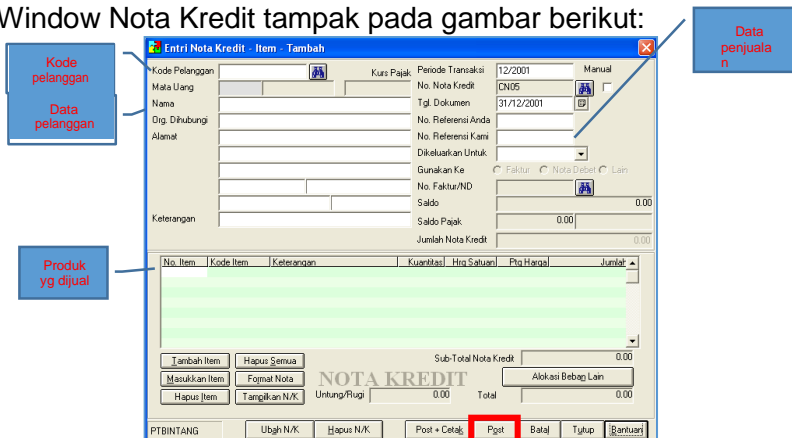 Window Nota Kredit tampak pada gambar berikut:
Kode
pelanggan
Data
pelanggan
Produk
yg dijual
Data
penjuala
n
Entri Nota Kredit - Item - Tambah
Kode Pelanggan
Kurs Pajak
Periode Transaksi 12/2001 Manual
Mata Uang
No. Nota Kredit CN05
Nama
Tgl. Dokumen 31/12/2001
Org. Dihubungi
No. Referensi Anda
Alamat
No. Referensi Kami
Dikeluarkan Untuk
Gunakan Ke Faktur Nota Debet Lain
No. Faktur/ND
Saldo 0.00
Keterangan
Saldo Pajak 0.00
Jumlah Nota Kredit 0.00
No. Item Kode Item Keterangan Kuantitas Hrg Satuan Ptg Harga Jumlah
Tambah Item Hapus Semua Sub-Total Nota Kredit 0.00
Masukkan Item Format Nota NOTA KREDIT Alokasi Beban Lain
Hapus Item Tampilkan N/K Untung/Rugi 0.00 Total 0.00
PTBINTANG Ubah N/K Hapus N/K Post + Cetak Post Batal Tutup Bantuan